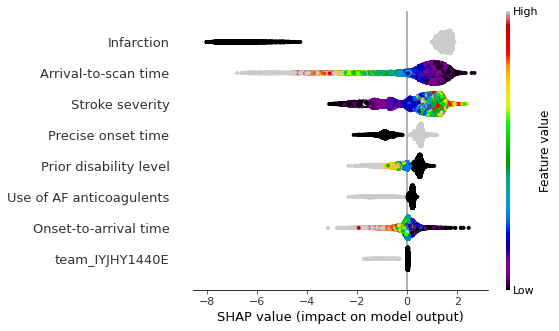 High
Infarction
Arrival-to-scan time
Stroke severity
Precise onset time
Prior disability level
Use of AF anticoagulents
Onset-to-arrival time
team_IYJHY1440E
Feature value
Low
−8 −6 −4 −2 0 2
SHAP value (impact on model output)